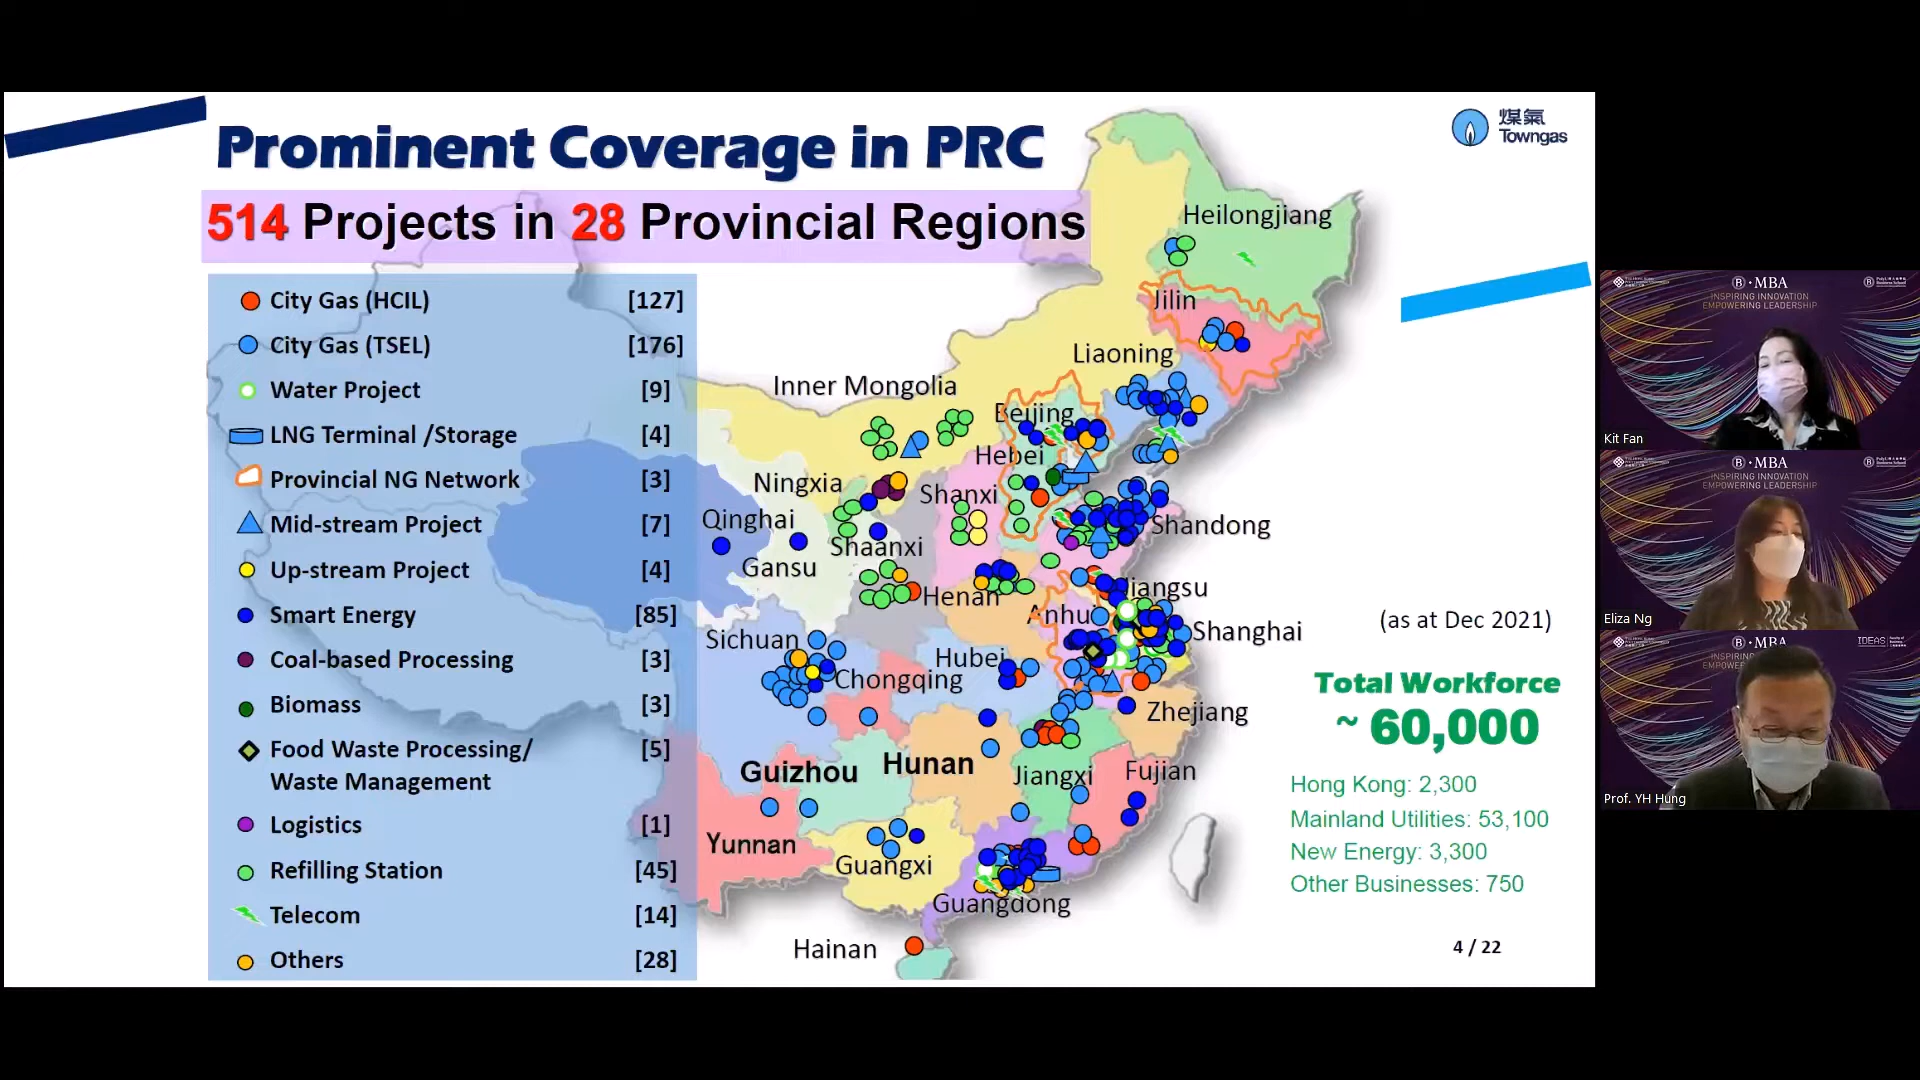 Prominent Coverage in PRC
煤氣
Towngas
514 Projects in 28 Provincial Regions
City Gas (HCIL) [127]
City Gas (TSEL) [176]
Water Project [9]
LNG Terminal /Storage [4]
Provincial NG Network [3]
Mid-stream Project [7]
Up-stream Project [4]
Smart Energy [85]
Coal-based Processing [3]
Biomass [3]
Food Waste Processing/ [5]
Waste Management
Logistics [1]
Refilling Station [45]
Telecom [14]
Others [28]
Heilongjiang
Jilin
Liaoning
Inner Mongolia
Beijing
Hebei
Ningxia
Shanxi
Qinghai
Shandong
Shaanxi
Gansu
Henan
Jiangsu
Anhui
Shanghai
Sichuan
Hubei
Chongqing
Zhejiang
Guizhou
Hunan
Jiangxi
Fujian
Yunnan
Guangxi
Guangdong
Hainan
(as at Dec 2021)
Total Workforce
~ 60,000
Hong Kong: 2,300
Mainland Utilities: 53,100
New Energy: 3,300
Other Businesses: 750
4 / 22
B·MBA
INSPIRING INNOVATION
EMPOWERING LEADERSHIP
Kit Fan
B·MBA
INSPIRING INNOVATION
EMPOWERING LEADERSHIP
Eliza Ng
B·MBA
IDEAS
Prof. YH Hung